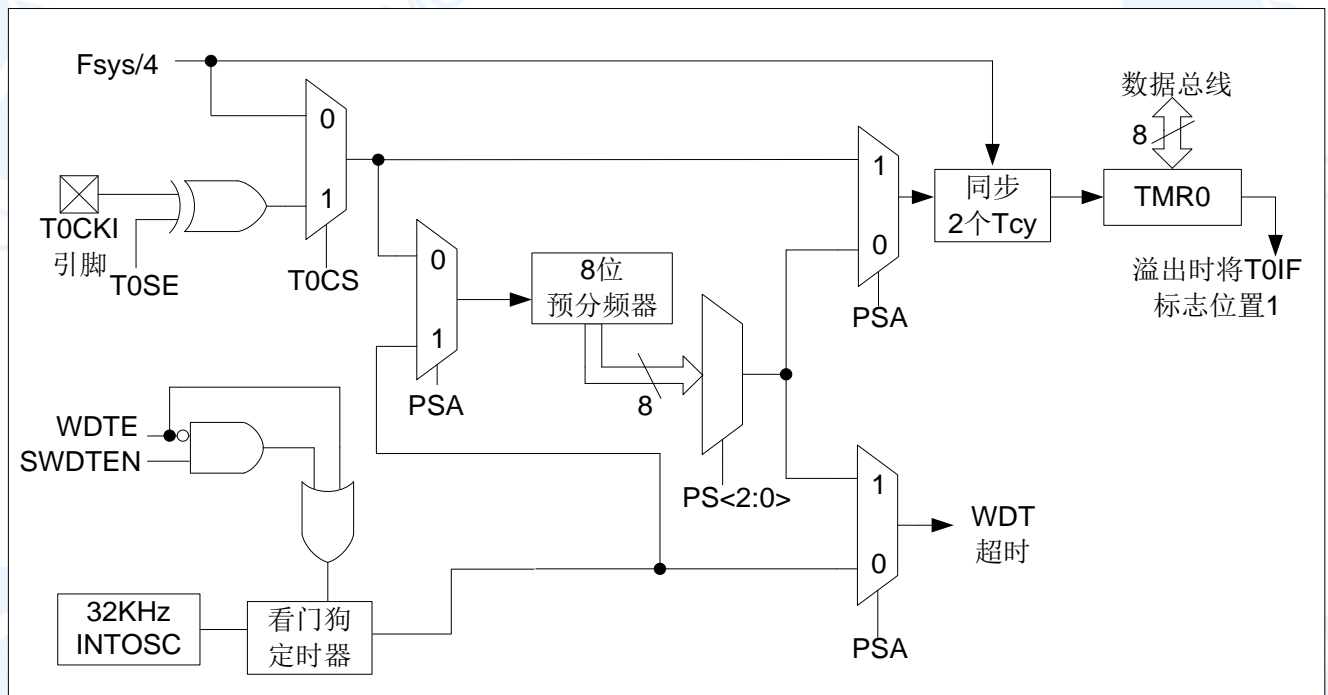 Fsys/4
数据总线
0
8
1
1
同步
2个Tcy
TMR0
T0CKI
引脚
T0SE
T0CS
0
8位
预分频器
0
溢出时将T0IF
标志位置1
1
PSA
PSA
8
WDTE
SWDTEN
PS<2:0>
1
WDT
超时
0
32KHz
INTOSC
看门狗
定时器
PSA